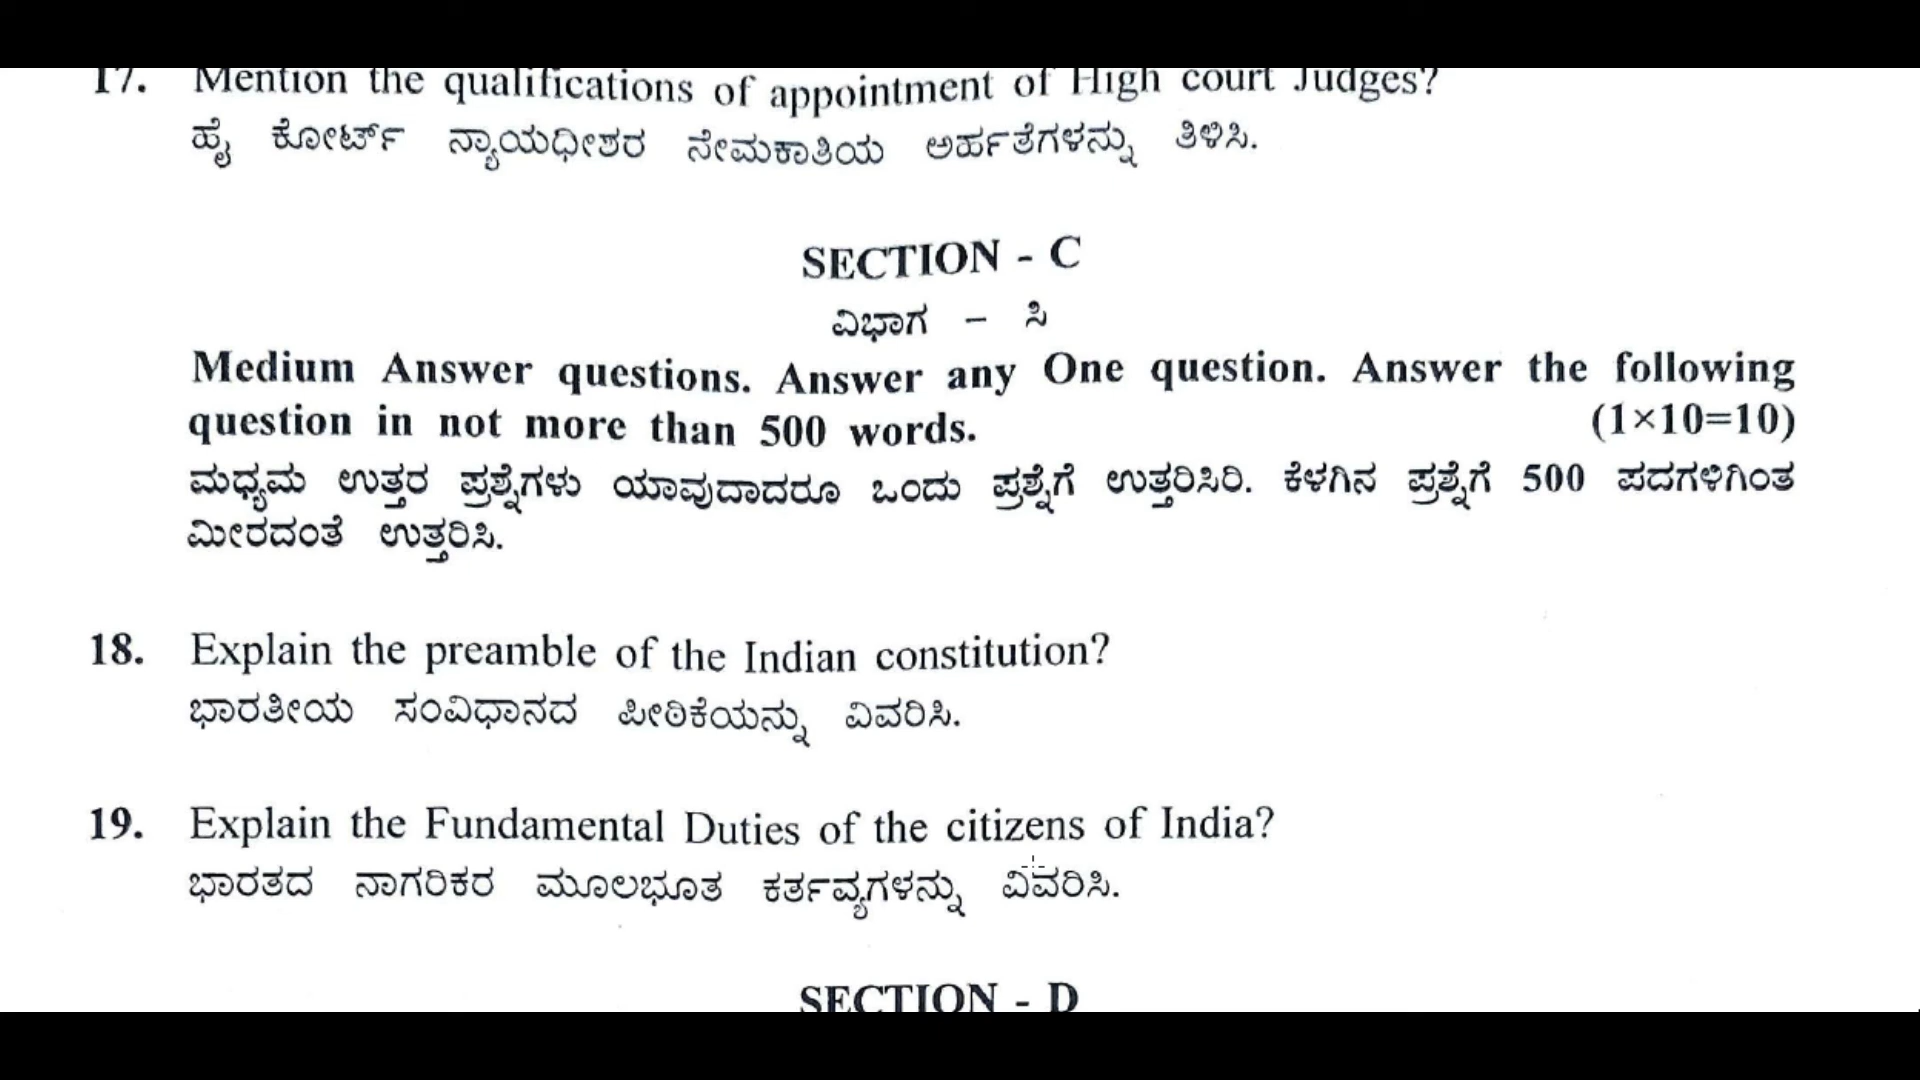 17. Mention the qualifications of appointment of High court Judges?
ಹೈ ಕೋರ್ಟ್ ನ್ಯಾಯಧೀಶರ ನೇಮಕಾತಿಯ ಅರ್ಹತೆಗಳನ್ನು ತಿಳಿಸಿ.
SECTION - C
ವಿಭಾಗ – ಸಿ
Medium Answer questions. Answer any One question. Answer the following
question in not more than 500 words. (1×10=10)
ಮಧ್ಯಮ ಉತ್ತರ ಪ್ರಶ್ನೆಗಳು ಯಾವುದಾದರೂ ಒಂದು ಪ್ರಶ್ನೆಗೆ ಉತ್ತರಿಸಿರಿ. ಕೆಳಗಿನ ಪ್ರಶ್ನೆಗೆ 500 ಪದಗಳಿಗಿಂತ
ಮೀರದಂತೆ ಉತ್ತರಿಸಿ.
18. Explain the preamble of the Indian constitution?
ಭಾರತೀಯ ಸಂವಿಧಾನದ ಪೀಠಿಕೆಯನ್ನು ವಿವರಿಸಿ.
19. Explain the Fundamental Duties of the citizens of India?
ಭಾರತದ ನಾಗರಿಕರ ಮೂಲಭೂತ ಕರ್ತವ್ಯಗಳನ್ನು ವಿವರಿಸಿ.
SECTION - D